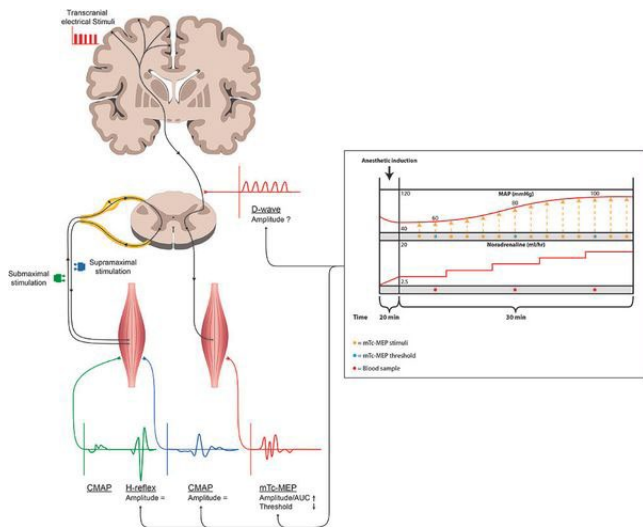 Transcranial
electrical Stimuli
D-wave
Amplitude ?
Submaximal
stimulation
Supramaximal
stimulation
CMAP
H-reflex
Amplitude =
CMAP
Amplitude =
mTc-MEP
Amplitude/AUC ↑
Threshold ↓
Anesthetic induction
120
MAP (mmHg)
60
80
100
40
20
Noradrenaline (ml/hr)
2.5
Time
20 min
30 min
= mTc-MEP stimuli
= mTc-MEP threshold
= Blood sample